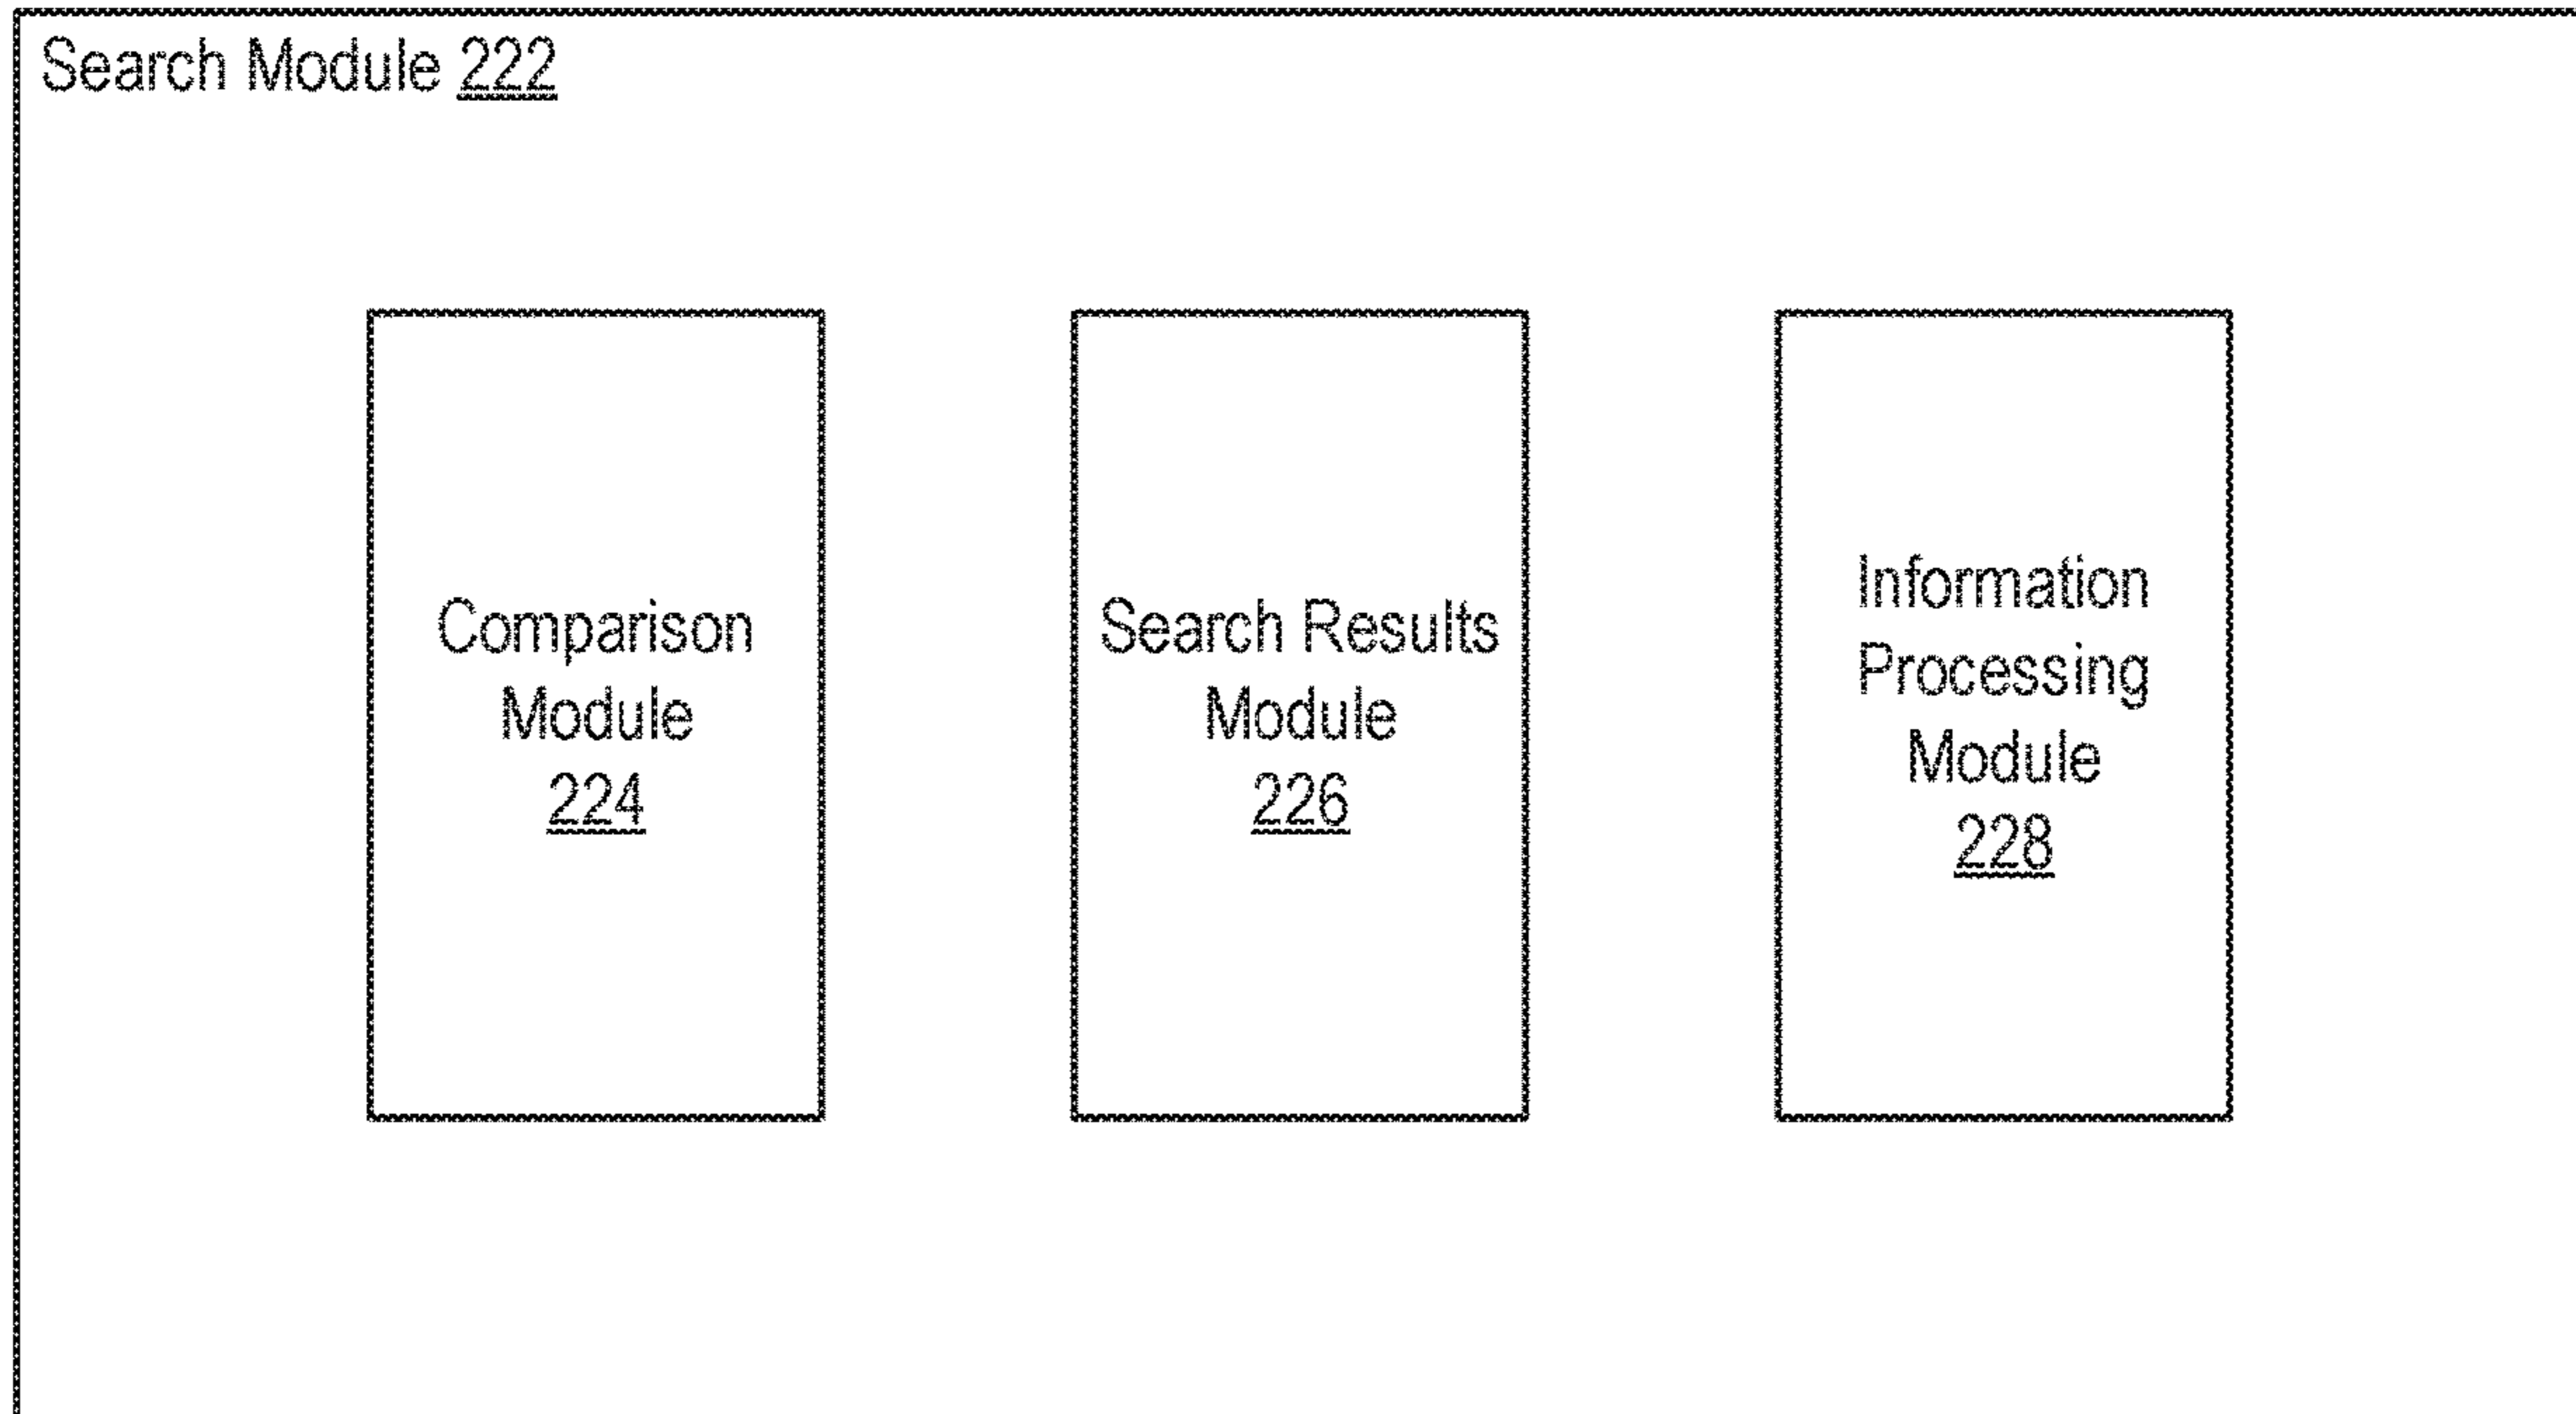 Search Module 222
Comparison
Module
224
Search Results
Module
226
Information
Processing
Module
228